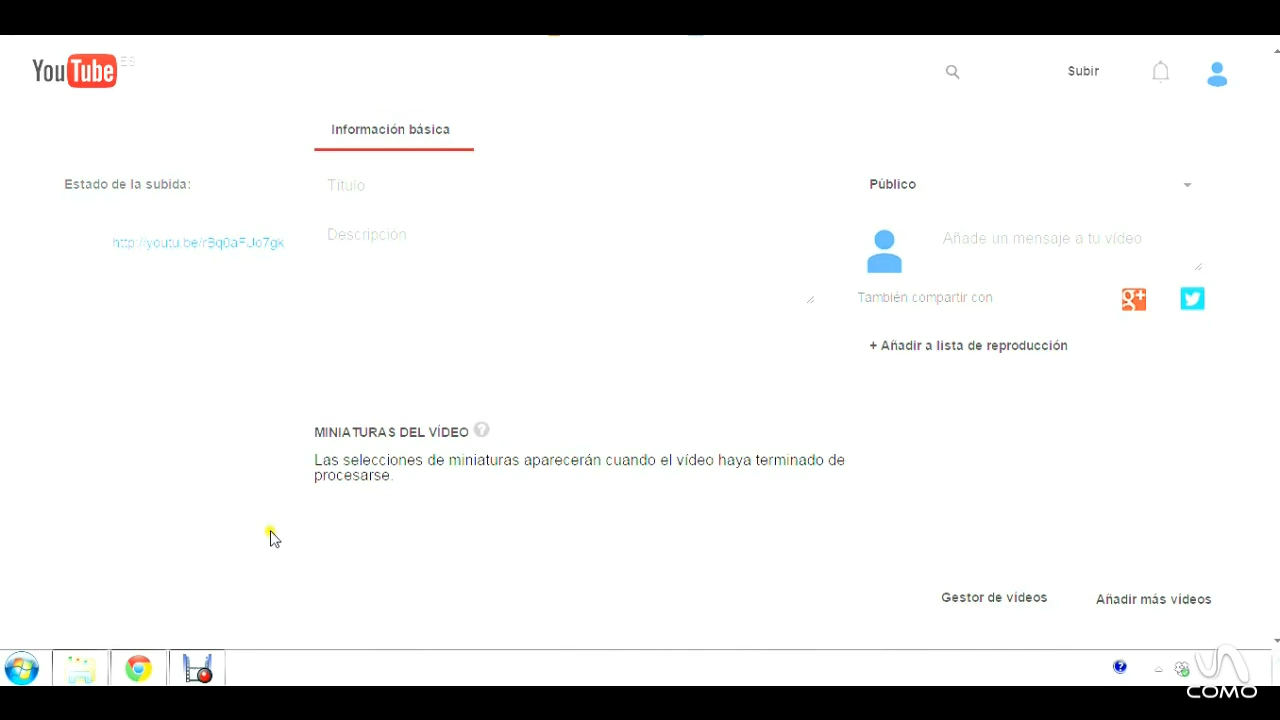 YouTube ES
Subir
Información básica
Estado de la subida:
Título
Público
http://youtu.be/rBq0aFJo7gk
Descripción
Añade un mensaje a tu vídeo
También compartir con
g+
+ Añadir a lista de reproducción
MINIATURAS DEL VÍDEO ?
Las selecciones de miniaturas aparecerán cuando el vídeo haya terminado de
procesarse.
Gestor de vídeos
Añadir más vídeos
?
COMO